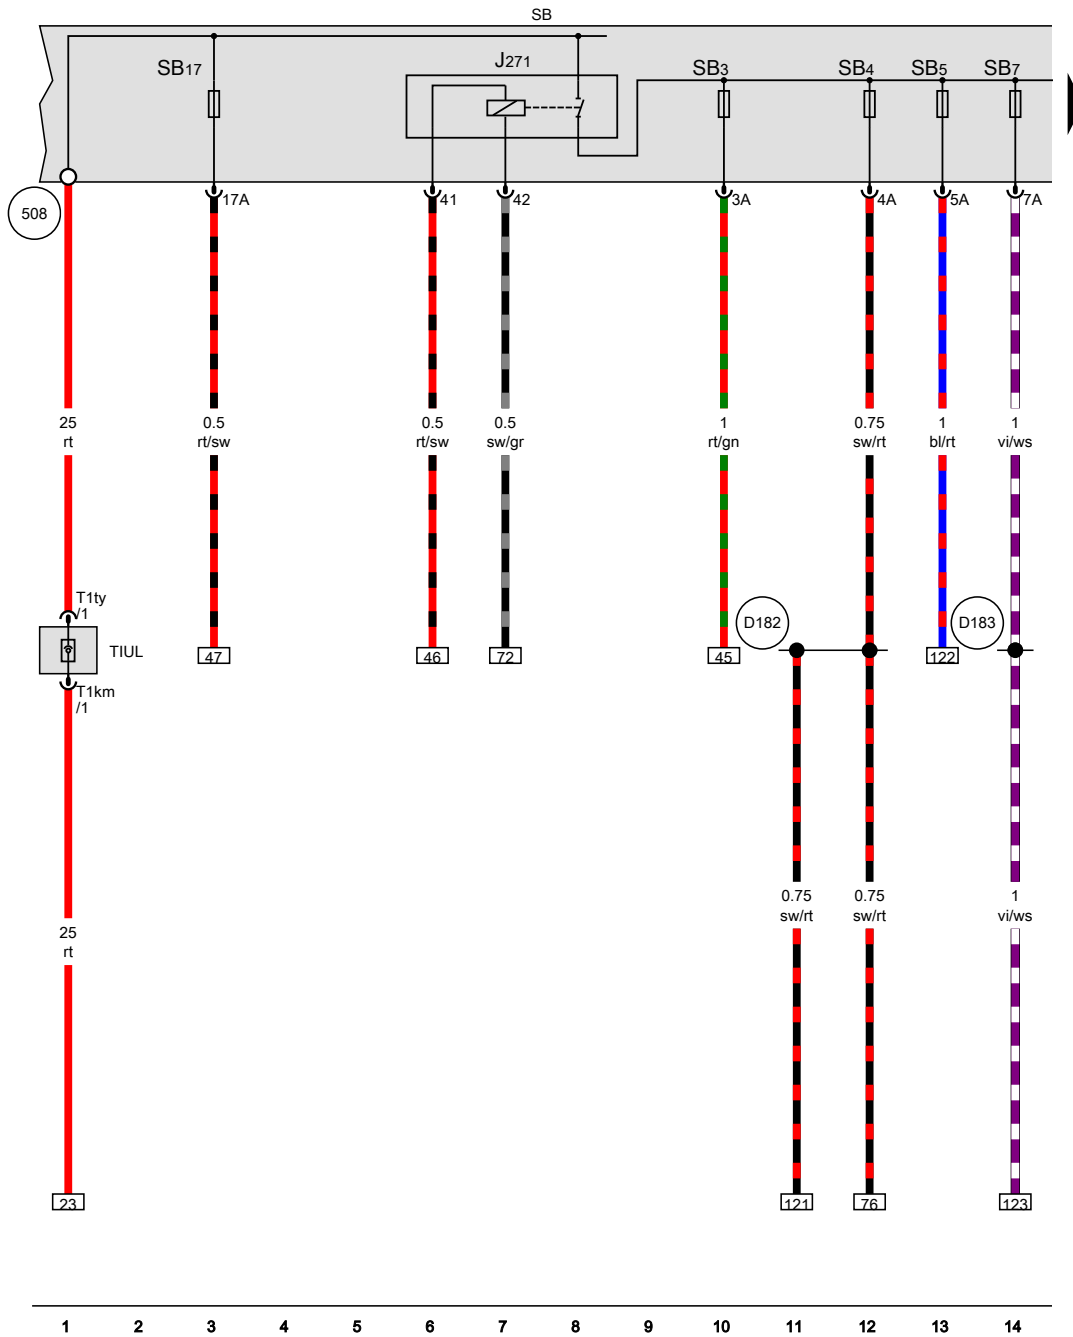 SB
SB17
J271
SB3
SB4
SB5
SB7
508
17A
41
42
3A
4A
5A
7A
25
rt
0.5
rt/sw
0.5
rt/sw
0.5
sw/gr
1
rt/gn
0.75
sw/rt
1
bl/rt
1
vi/ws
T1ty
/1
TIUL
T1km
/1
D182
D183
47
46
72
45
122
0.75
sw/rt
0.75
sw/rt
1
vi/ws
25
rt
23
121
76
123
1 2 3 4 5 6 7 8 9 10 11 12 13 14